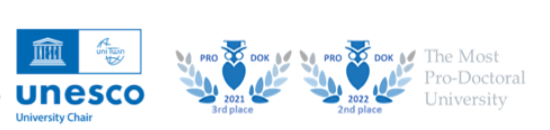 uni Twin
unesco
University Chair
PRO DOK
2021
3rd place
PRO DOK
2022
2nd place
The Most
Pro-Doctoral
University